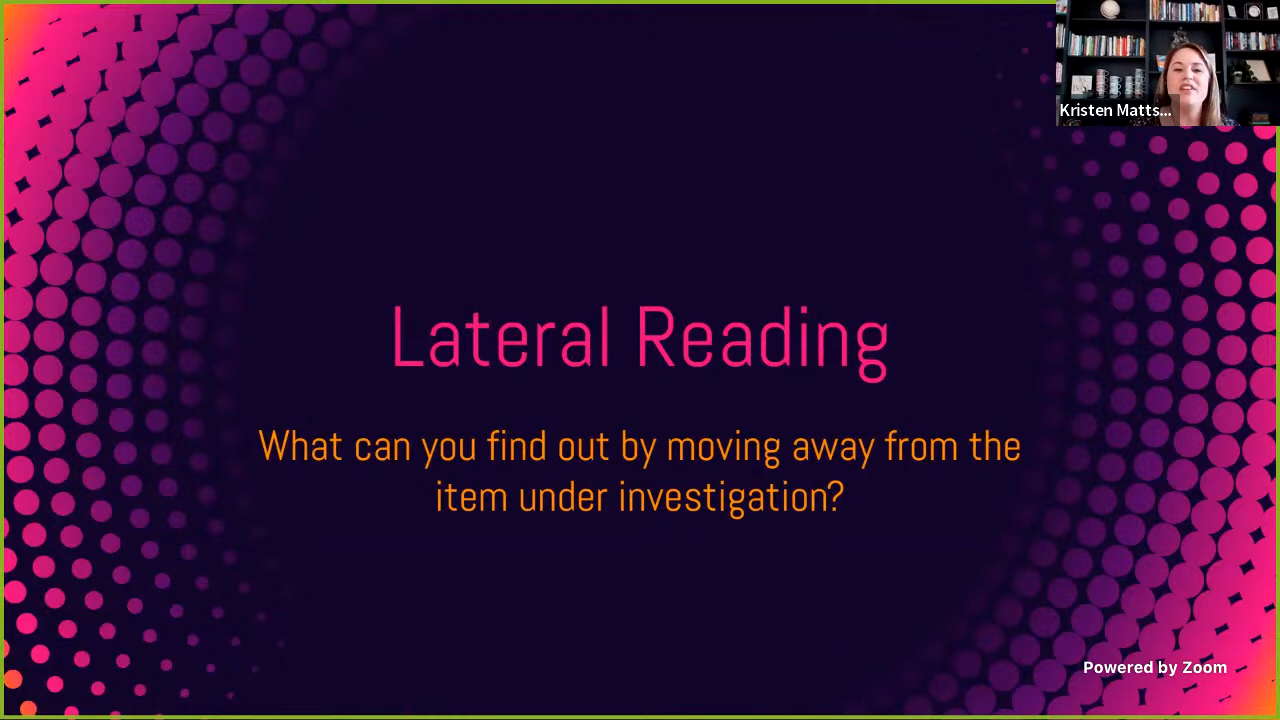 Kristen Matts...
Lateral Reading
What can you find out by moving away from the
item under investigation?
Powered by Zoom